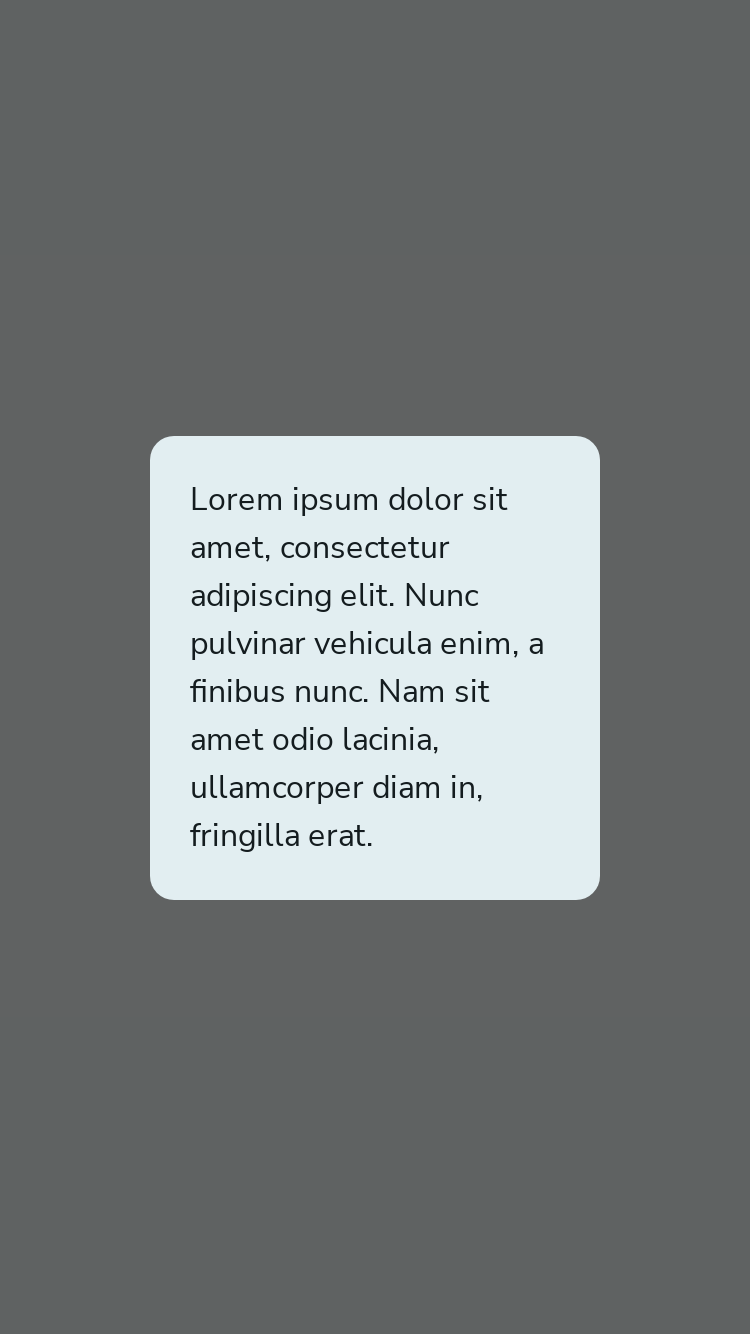 Lorem ipsum dolor sit
amet, consectetur
adipiscing elit. Nunc
pulvinar vehicula enim, a
finibus nunc. Nam sit
amet odio lacinia,
ullamcorper diam in,
fringilla erat.